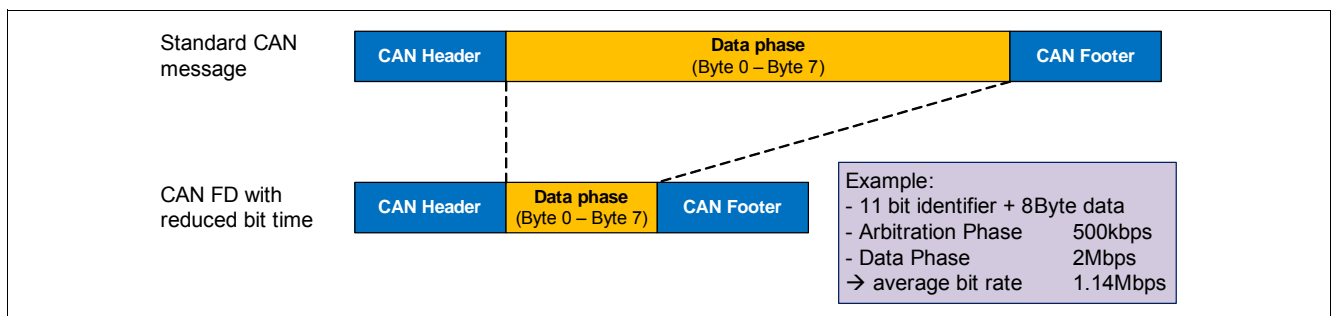 Standard CAN
message
CAN Header
Data phase
(Byte 0 – Byte 7)
CAN Footer
CAN FD with
reduced bit time
CAN Header
Data phase
(Byte 0 – Byte 7)
CAN Footer
Example:
- 11 bit identifier + 8Byte data
- Arbitration Phase 500kbps
- Data Phase 2Mbps
→ average bit rate 1.14Mbps